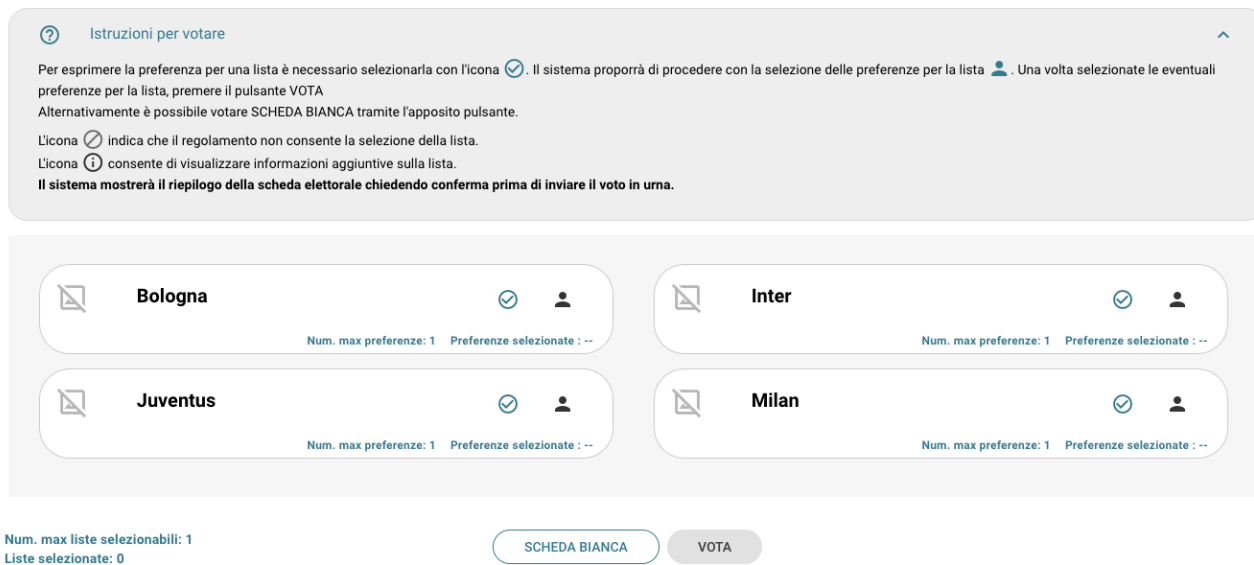 Istruzioni per votare
Per esprimere la preferenza per una lista è necessario selezionarla con l'icona . Il sistema proporrà di procedere con la selezione delle preferenze per la lista . Una volta selezionate le eventuali
preferenze per la lista, premere il pulsante VOTA
Alternativamente è possibile votare SCHEDA BIANCA tramite l'apposito pulsante.
L'icona indica che il regolamento non consente la selezione della lista.
L'icona consente di visualizzare informazioni aggiuntive sulla lista.
Il sistema mostrerà il riepilogo della scheda elettorale chiedendo conferma prima di inviare il voto in urna.
Bologna
Num. max preferenze: 1 Preferenze selezionate : --
Inter
Num. max preferenze: 1 Preferenze selezionate : --
Juventus
Num. max preferenze: 1 Preferenze selezionate : --
Milan
Num. max preferenze: 1 Preferenze selezionate : --
Num. max liste selezionabili: 1
Liste selezionate: 0
SCHEDA BIANCA
VOTA